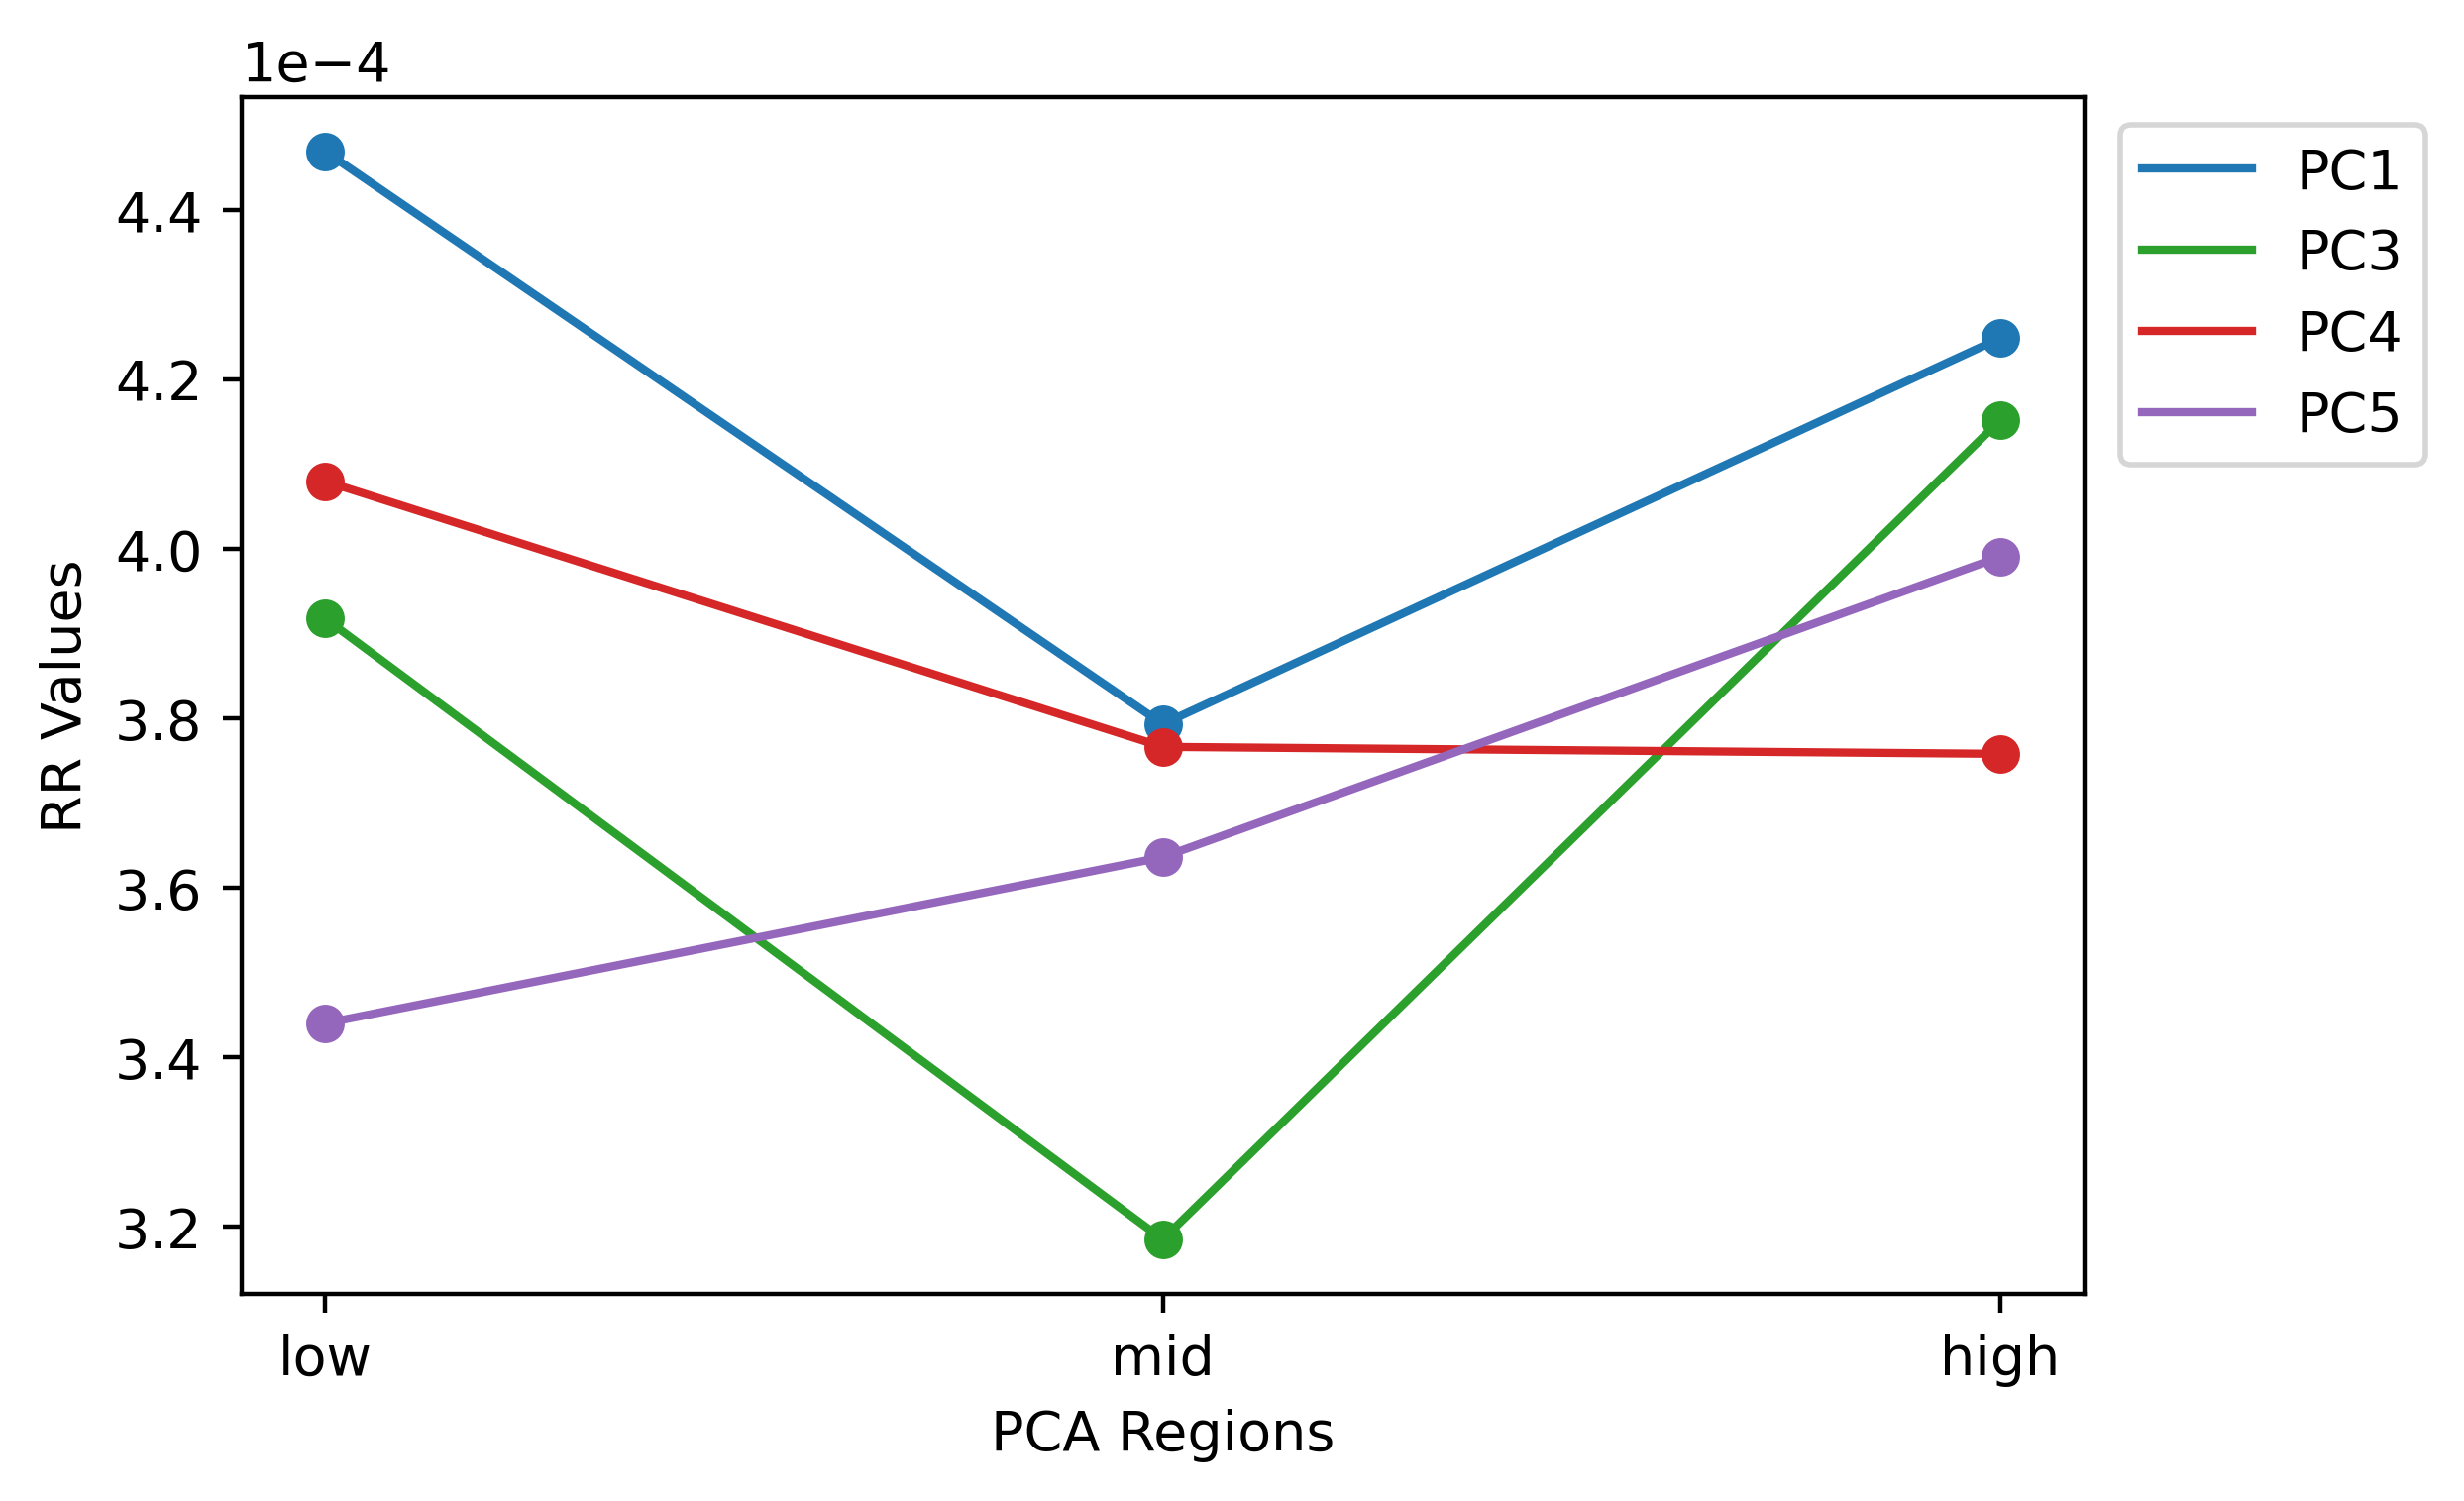 1e−4
4.4
4.2
4.0
3.8
3.6
3.4
3.2
RR Values
low mid high
PCA Regions
PC1
PC3
PC4
PC5